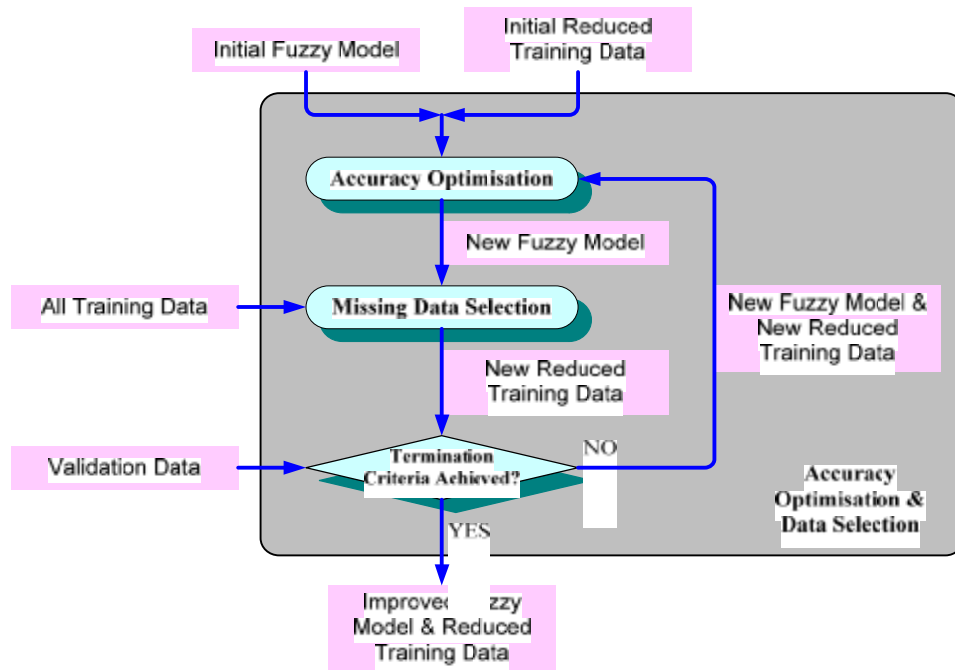 Initial Fuzzy Model
Initial Reduced
Training Data
Accuracy Optimisation
New Fuzzy Model
All Training Data
Missing Data Selection
New Fuzzy Model &
New Reduced
Training Data
New Reduced
Training Data
Validation Data
Termination
Criteria Achieved?
NO
Accuracy
Optimisation &
Data Selection
YES
Improved
Model & Reduced
Training Data